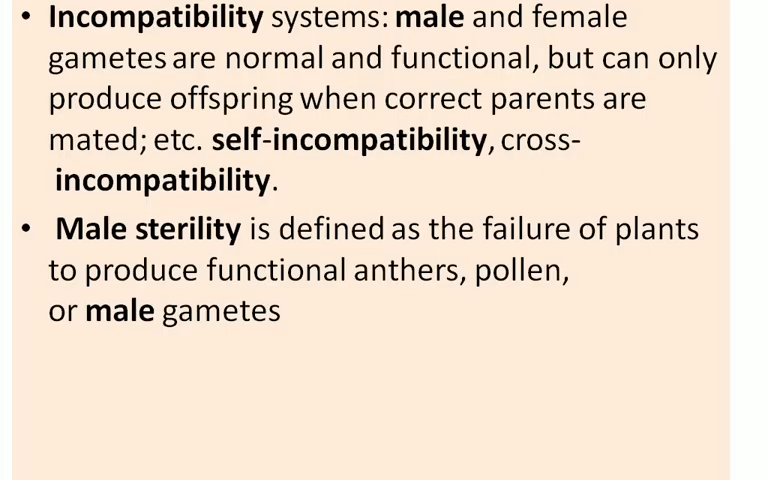 • Incompatibility systems: male and female
gametes are normal and functional, but can only
produce offspring when correct parents are
mated; etc. self-incompatibility, cross-
incompatibility.
• Male sterility is defined as the failure of plants
to produce functional anthers, pollen,
or male gametes